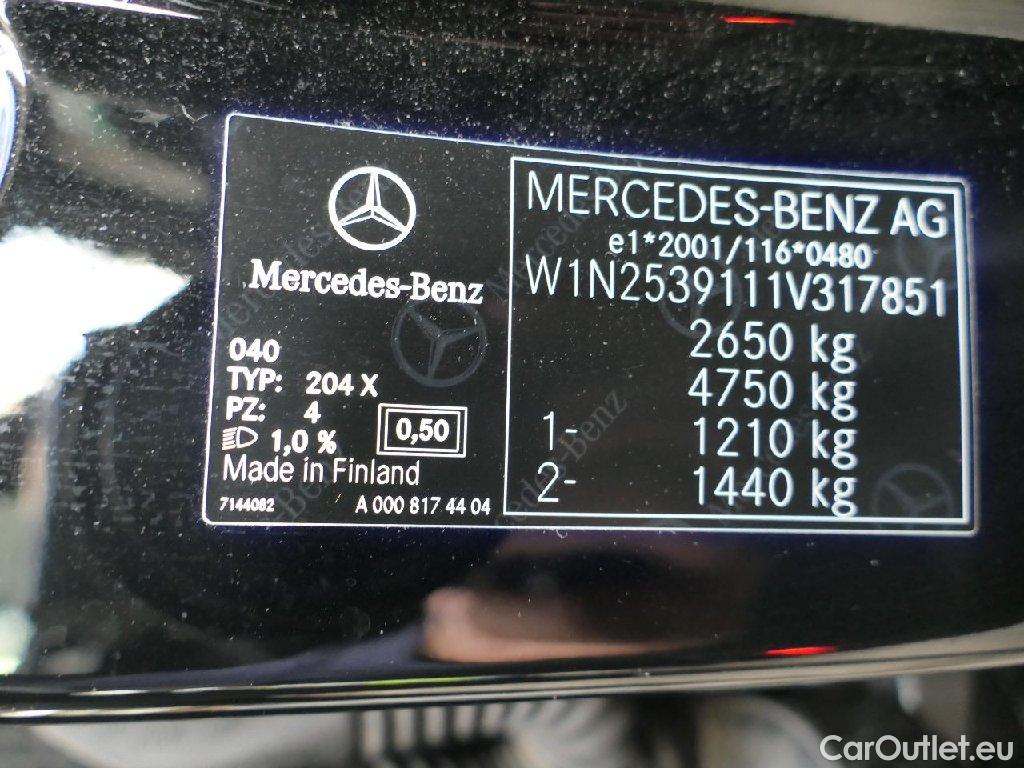 Mercedes-Benz
040
TYP: 204 X
PZ: 4
1,0 %
0,50
Made in Finland
7144082
A 000 817 44 04
MERCEDES-BENZ AG
e1*2001/116*0480
W1N2539111V317851
2650 kg
4750 kg
1- 1210 kg
2- 1440 kg
CarOutlet.eu